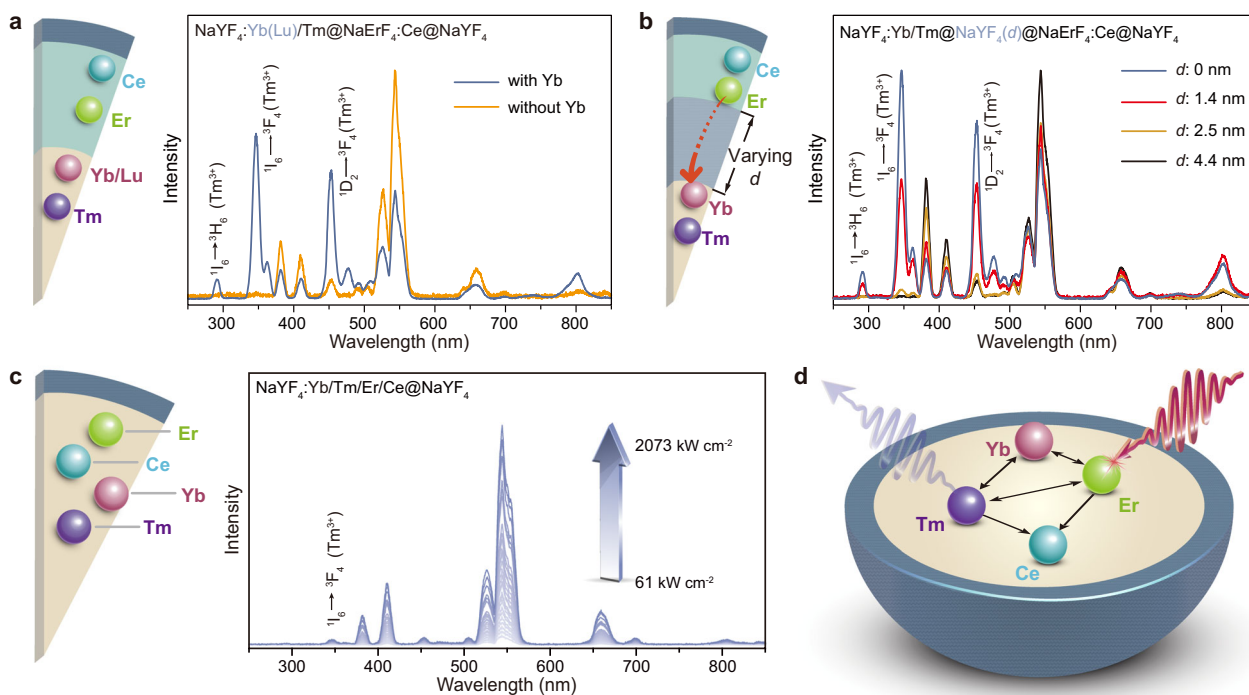 a
NaYF₄:Yb(Lu)/Tm@NaErF₄:Ce@NaYF₄
Ce
Er
Yb/Lu
Tm
with Yb
without Yb
¹I₆→³H₆ (Tm³⁺)
¹I₆→³F₄ (Tm³⁺)
¹D₂→³F₄ (Tm³⁺)
Intensity
250 300 400 500 600 700 800
Wavelength (nm)
b
NaYF₄:Yb/Tm@NaYF₄(d)@NaErF₄:Ce@NaYF₄
Ce
Er
Varying
d
Yb
Tm
d: 0 nm
d: 1.4 nm
d: 2.5 nm
d: 4.4 nm
¹I₆→³H₆ (Tm³⁺)
¹I₆→³F₄ (Tm³⁺)
¹D₂→³F₄ (Tm³⁺)
Intensity
250 300 400 500 600 700 800
Wavelength (nm)
c
NaYF₄:Yb/Tm/Er/Ce@NaYF₄
Er
Ce
Yb
Tm
2073 kW cm⁻²
61 kW cm⁻²
¹I₆→³F₄ (Tm³⁺)
Intensity
250 300 400 500 600 700 800
Wavelength (nm)
d
Yb
Er
Tm
Ce